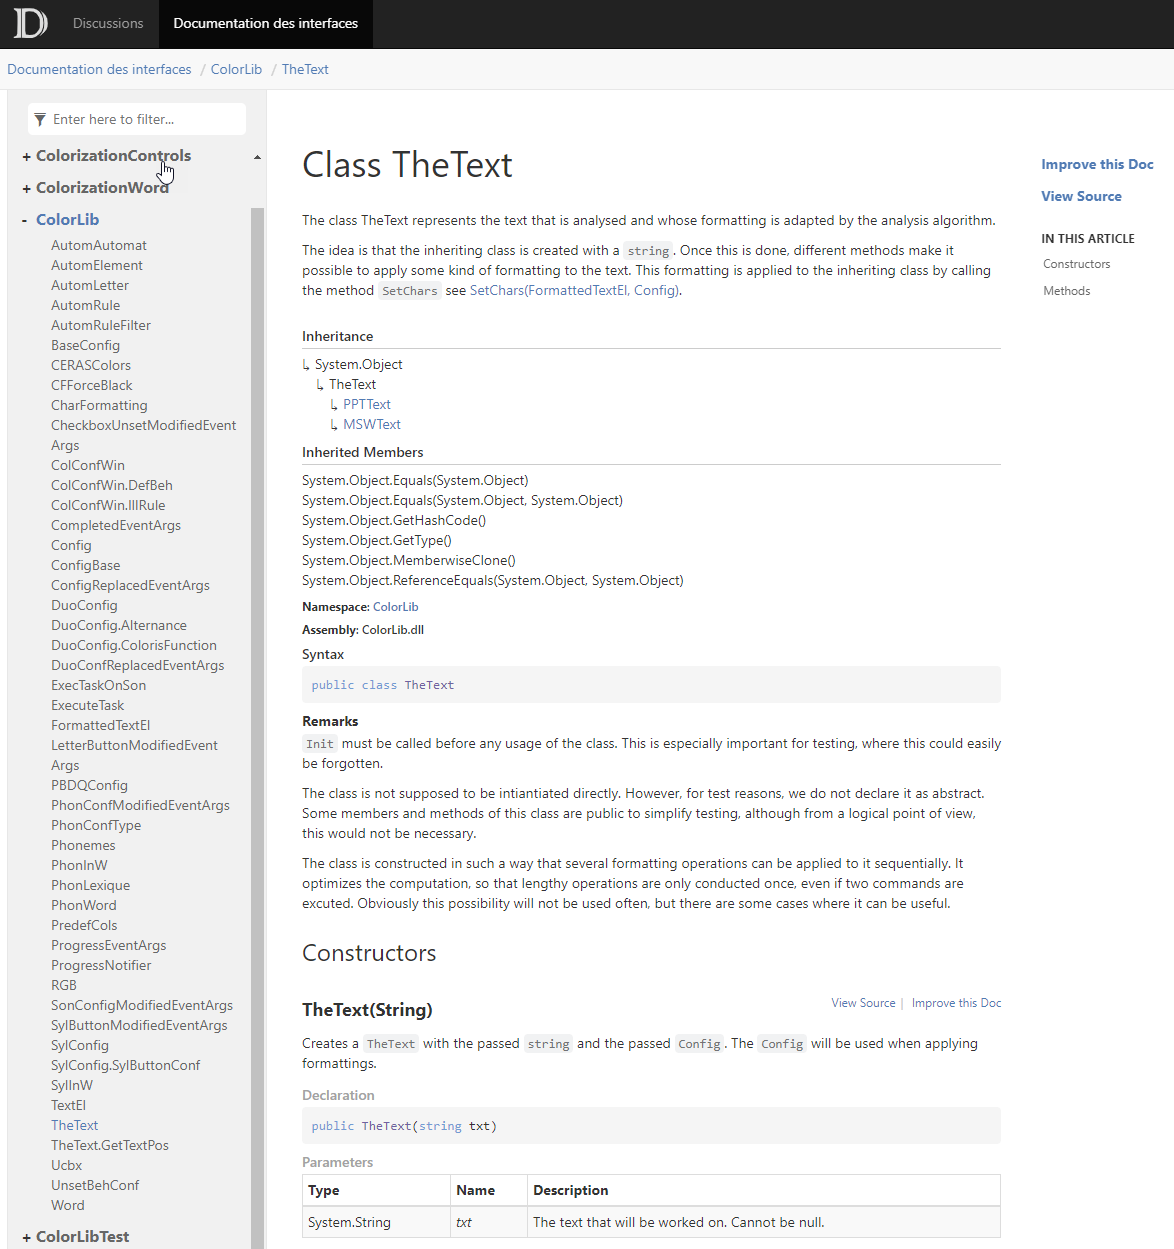 Discussions
Documentation des interfaces
Documentation des interfaces / ColorLib / TheText
Enter here to filter...
+ ColorizationControls
+ ColorizationWord
- ColorLib
AutomAutomat
AutomElement
AutomLetter
AutomRule
AutomRuleFilter
BaseConfig
CERASColors
CFForceBlack
CharFormatting
CheckboxUnsetModifiedEvent
Args
ColConfWin
ColConfWin.DefBeh
ColConfWin.IllRule
CompletedEventArgs
Config
ConfigBase
ConfigReplacedEventArgs
DuoConfig
DuoConfig.Alternance
DuoConfig.ColorisFunction
DuoConfReplacedEventArgs
ExecTaskOnSon
ExecuteTask
FormattedTextEl
LetterButtonModifiedEvent
Args
PBDQConfig
PhonConfModifiedEventArgs
PhonConfType
Phonemes
PhonInW
PhonLexique
PhonWord
PredefCols
ProgressEventArgs
ProgressNotifier
RGB
SonConfigModifiedEventArgs
SylButtonModifiedEventArgs
SylConfig
SylConfig.SylButtonConf
SylInW
TextEl
TheText
TheText.GetTextPos
Ucbx
UnsetBehConf
Word
+ ColorLibTest
Class TheText
The class TheText represents the text that is analysed and whose formatting is adapted by the analysis algorithm.
The idea is that the inheriting class is created with a string. Once this is done, different methods make it
possible to apply some kind of formatting to the text. This formatting is applied to the inheriting class by calling
the method SetChars see SetChars(FormattedTextEl, Config).
Inheritance
↳ System.Object
↳ TheText
↳ PPTText
↳ MSWText
Inherited Members
System.Object.Equals(System.Object)
System.Object.Equals(System.Object, System.Object)
System.Object.GetHashCode()
System.Object.GetType()
System.Object.MemberwiseClone()
System.Object.ReferenceEquals(System.Object, System.Object)
Namespace: ColorLib
Assembly: ColorLib.dll
Syntax
public class TheText
Remarks
Init must be called before any usage of the class. This is especially important for testing, where this could easily
be forgotten.
The class is not supposed to be intiantiated directly. However, for test reasons, we do not declare it as abstract.
Some members and methods of this class are public to simplify testing, although from a logical point of view,
this would not be necessary.
The class is constructed in such a way that several formatting operations can be applied to it sequentially. It
optimizes the computation, so that lengthy operations are only conducted once, even if two commands are
excuted. Obviously this possibility will not be used often, but there are some cases where it can be useful.
Constructors
TheText(String)
View Source | Improve this Doc
Creates a TheText with the passed string and the passed Config. The Config will be used when applying
formattings.
Declaration
public TheText(string txt)
Parameters
Type Name Description
System.String txt The text that will be worked on. Cannot be null.
Improve this Doc
View Source
IN THIS ARTICLE
Constructors
Methods